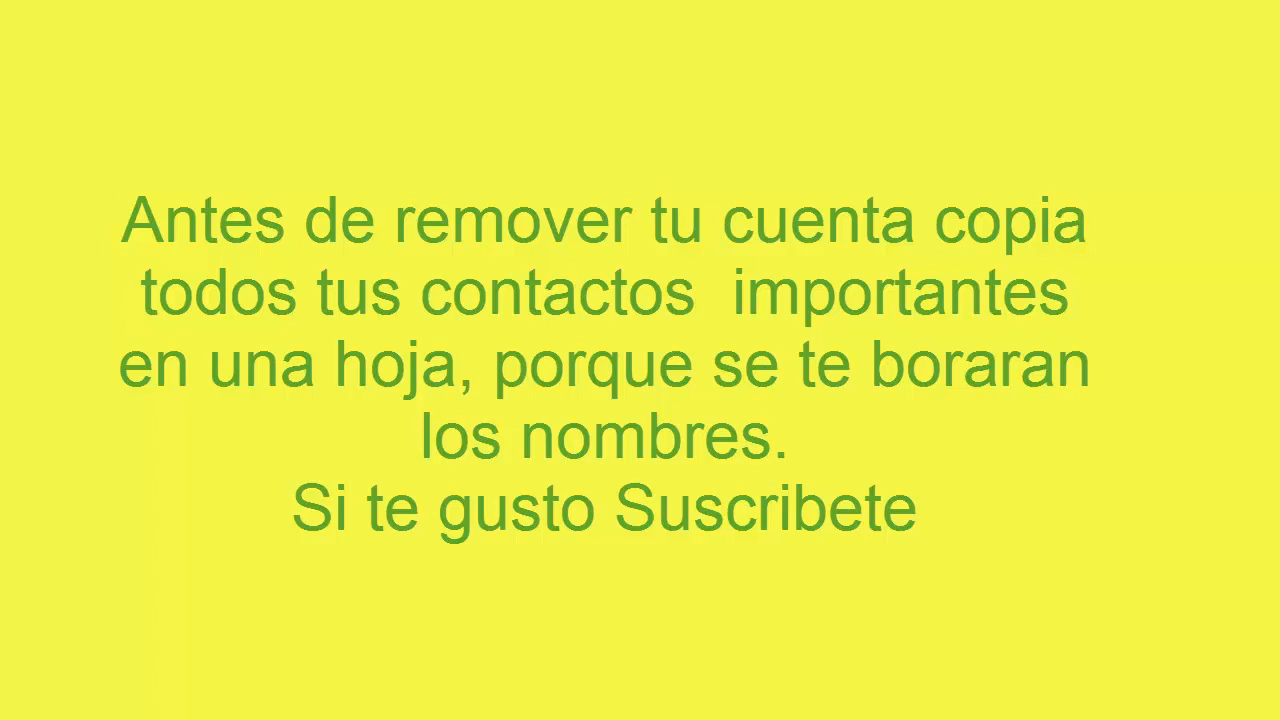 Antes de remover tu cuenta copia
todos tus contactos  importantes
en una hoja, porque se te boraran
los nombres.
Si te gusto Suscribete